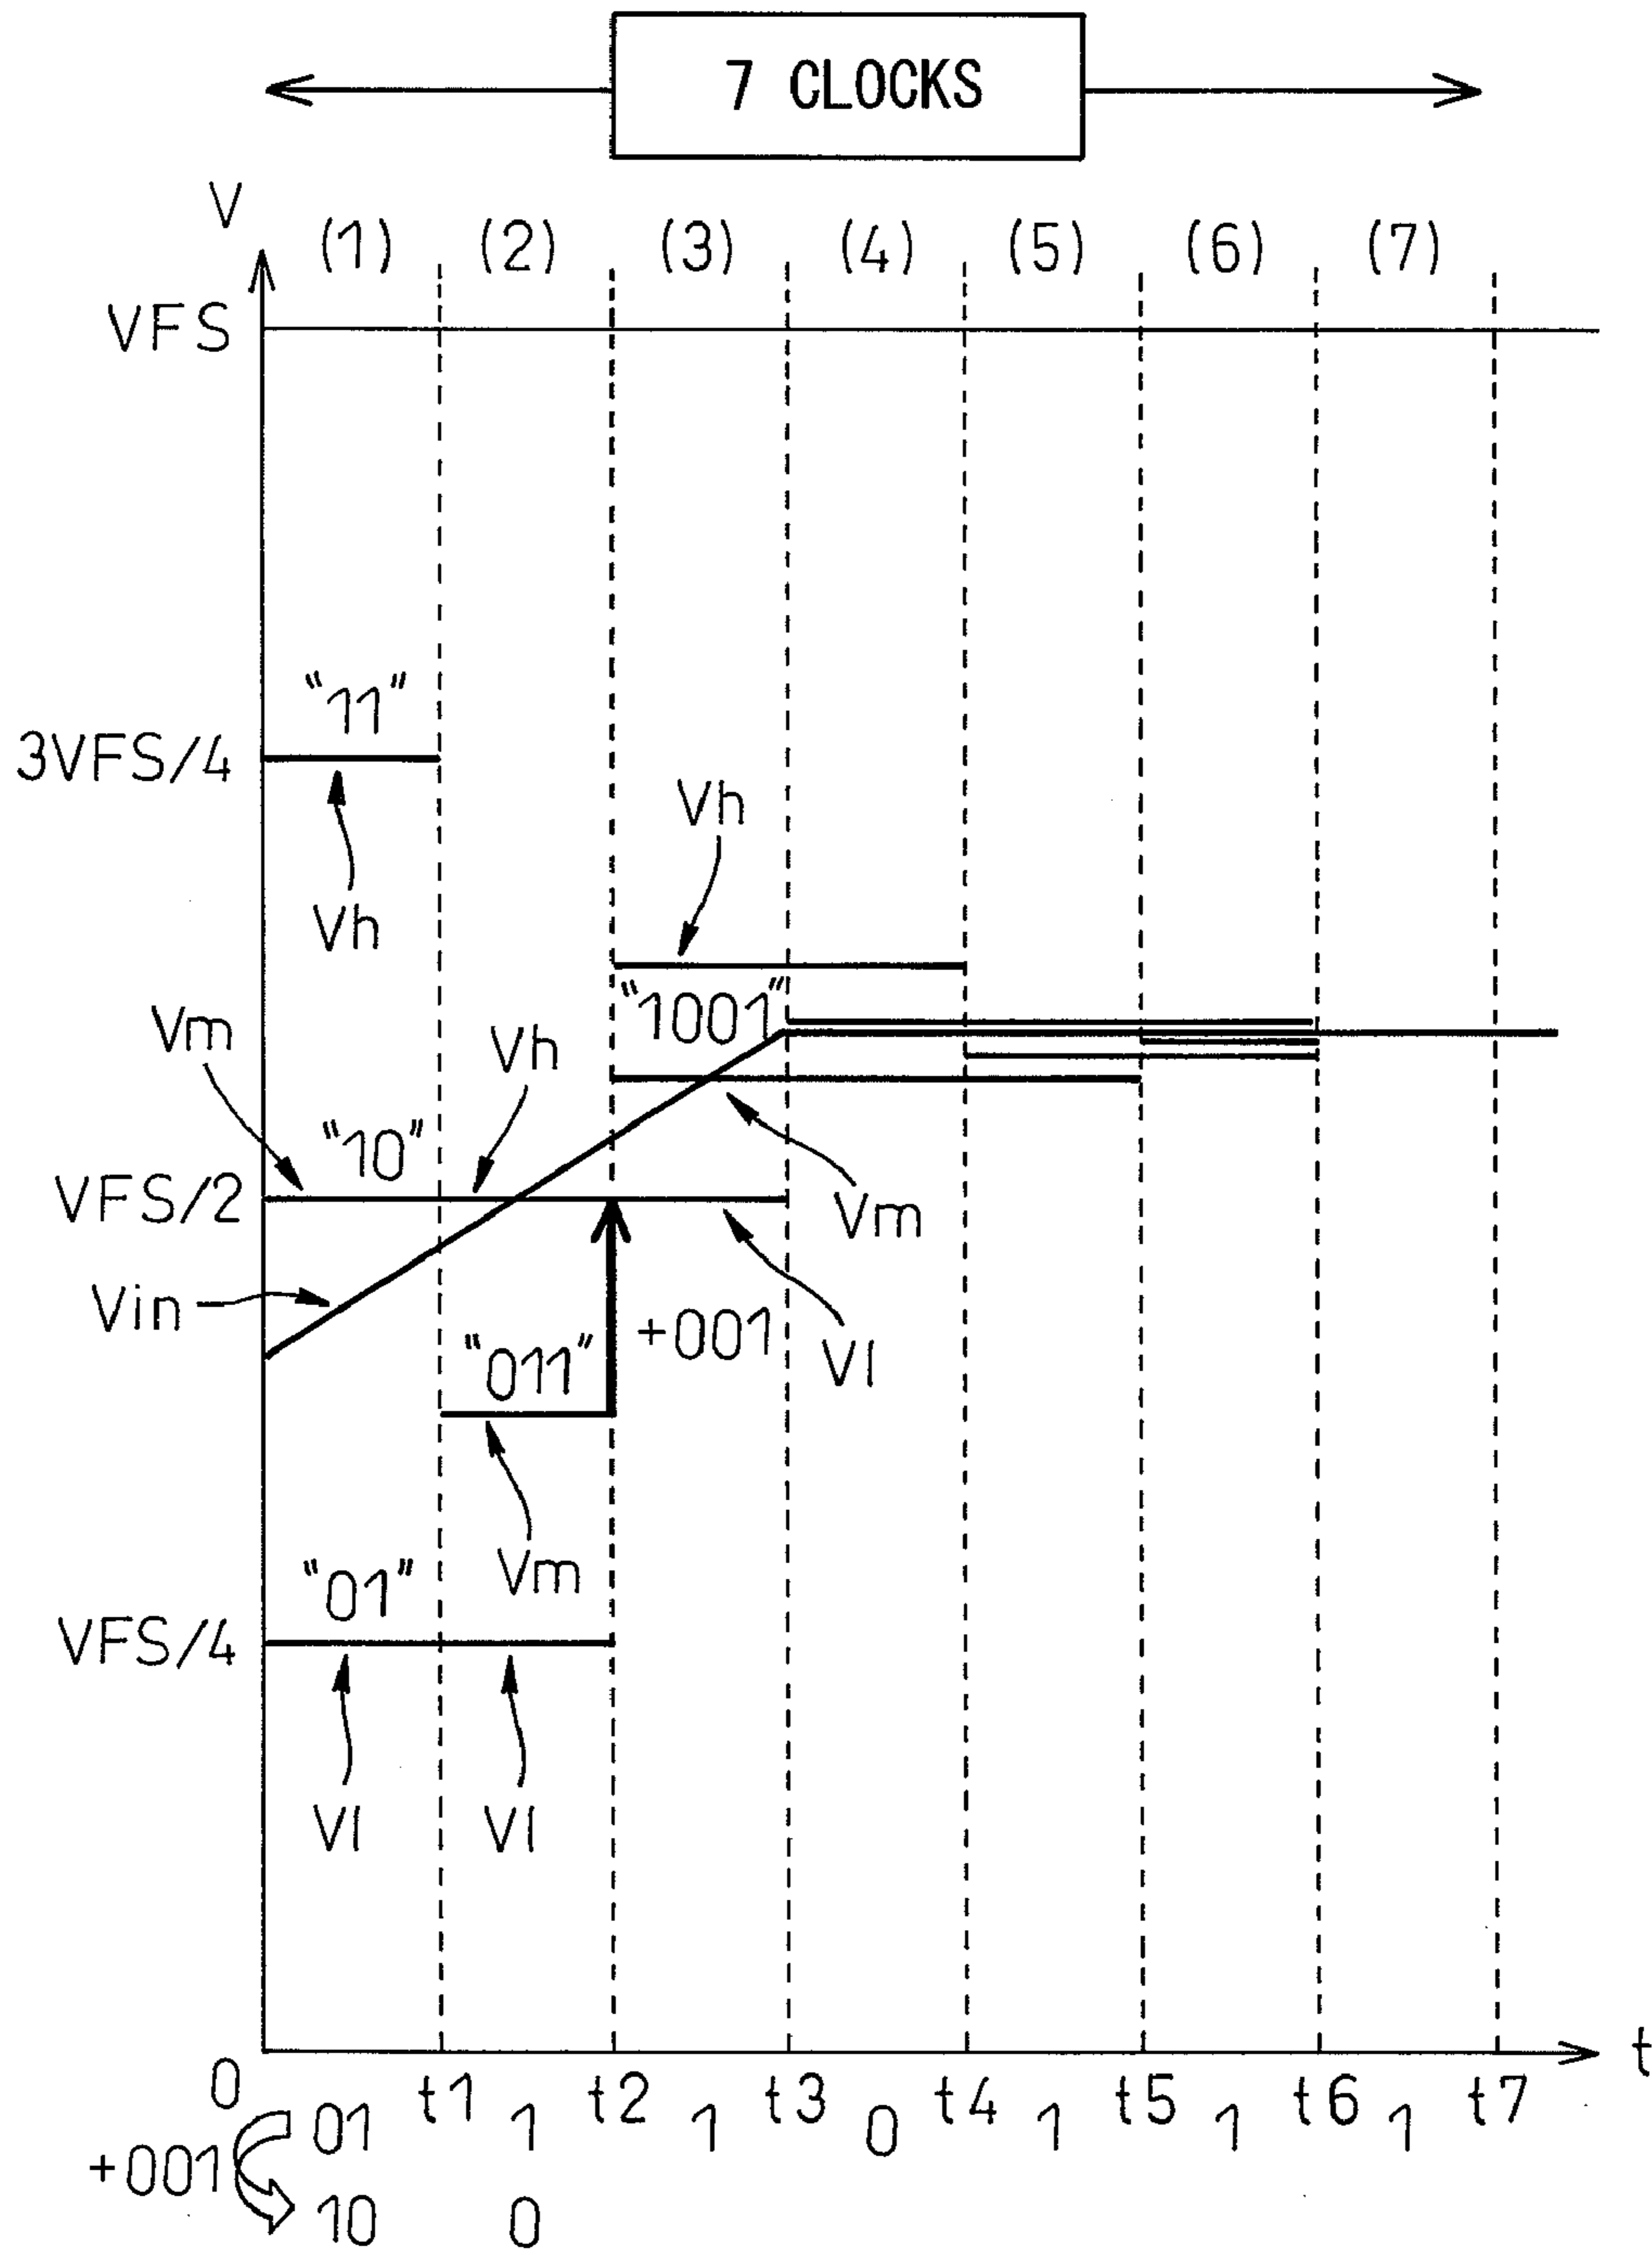 7 CLOCKS
V
(1) (2) (3) (4) (5) (6) (7)
VFS
“11”
3VFS/4
Vh
Vh
“1001”
Vm
Vh
“10”
VFS/2
Vm
Vin
+001
“011”
Vl
Vm
“01”
VFS/4
Vl Vl
t
0 t1 t2 t3 t4 t5 t6 t7
01 1 1 0 1 1 1
+001
10 0